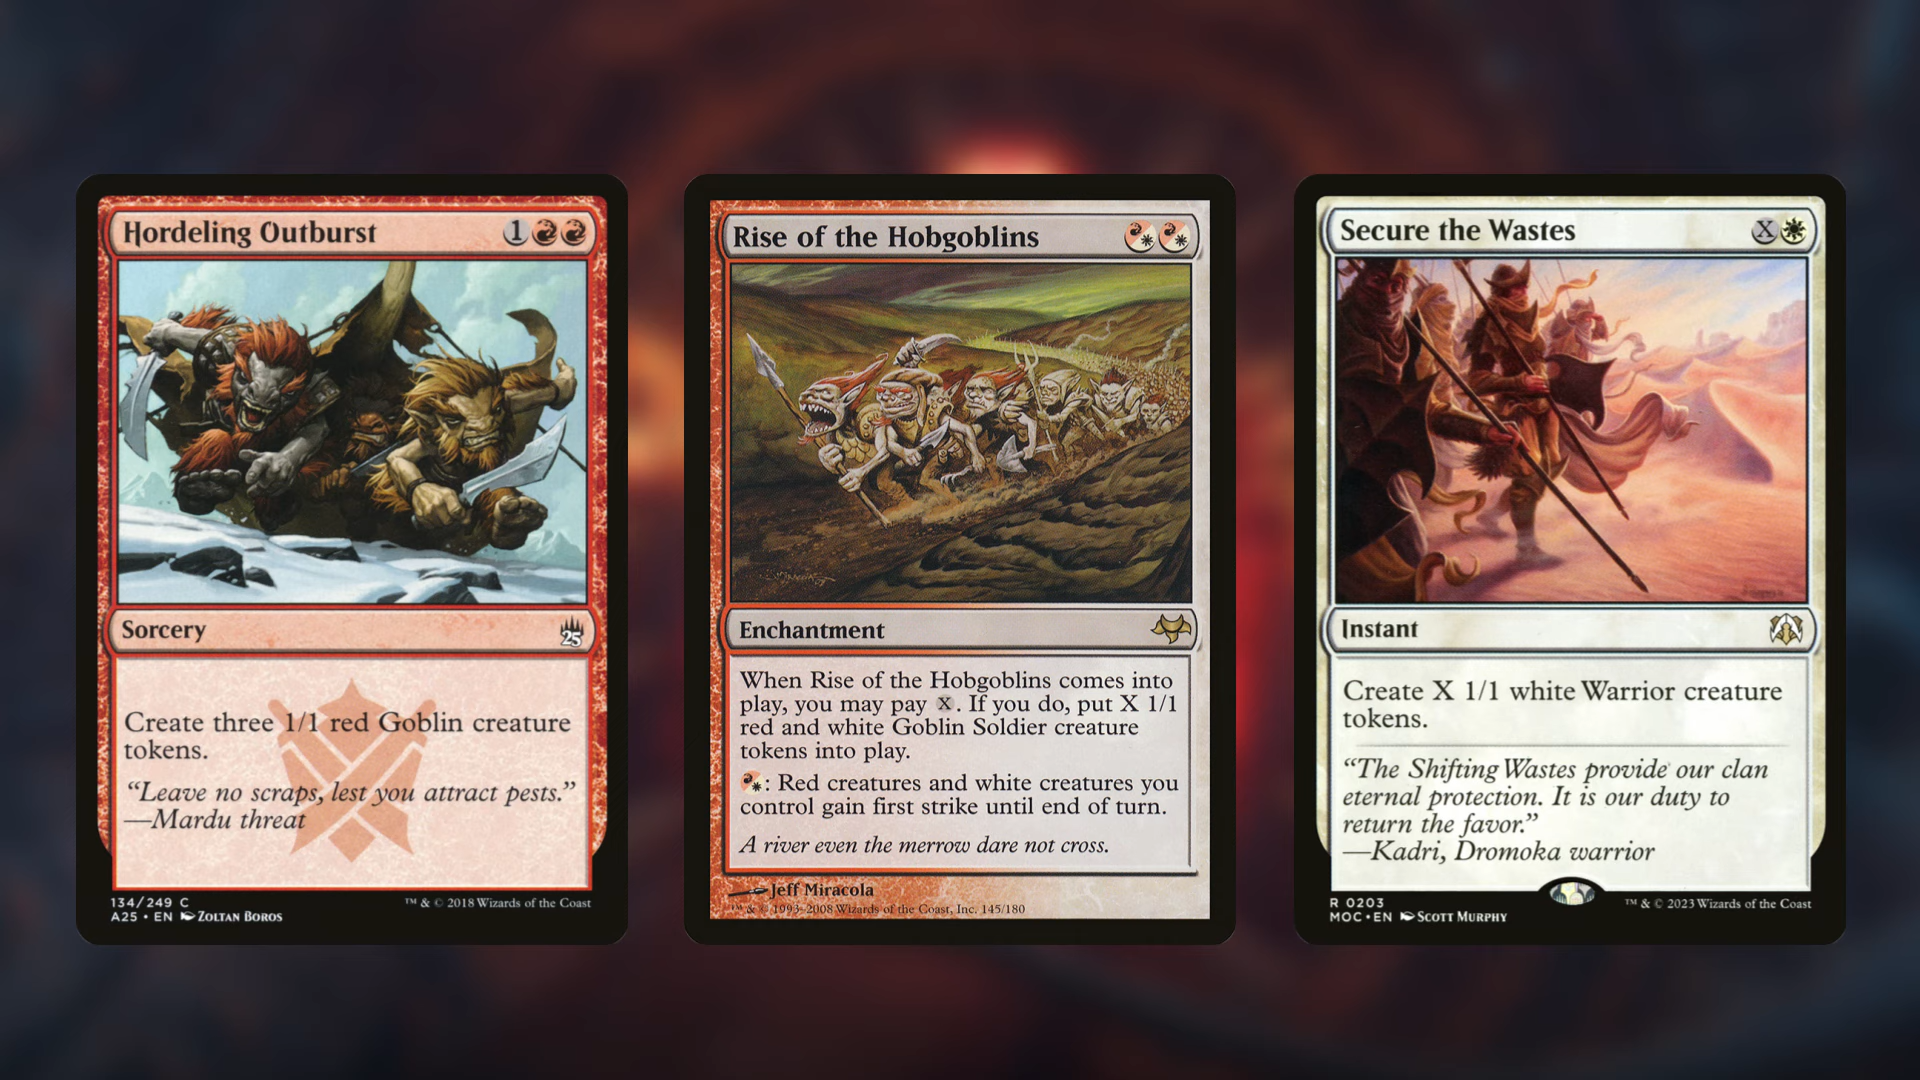 Hordeling Outburst 1
Sorcery
25
Create three 1/1 red Goblin creature
tokens.
“Leave no scraps, lest you attract pests.”
—Mardu threat
134/249 C
A25 • EN Zoltan Boros
™ & © 2018 Wizards of the Coast
Rise of the Hobgoblins
Enchantment
When Rise of the Hobgoblins comes into
play, you may pay X. If you do, put X 1/1
red and white Goblin Soldier creature
tokens into play.
: Red creatures and white creatures you
control gain first strike until end of turn.
A river even the merrow dare not cross.
Jeff Miracola
™ & © 1993-2008 Wizards of the Coast, Inc. 145/180
Secure the Wastes X
Instant
Create X 1/1 white Warrior creature
tokens.
“The Shifting Wastes provide our clan
eternal protection. It is our duty to
return the favor.”
—Kadri, Dromoka warrior
R 0203
MOC • EN Scott Murphy
™ & © 2023 Wizards of the Coast